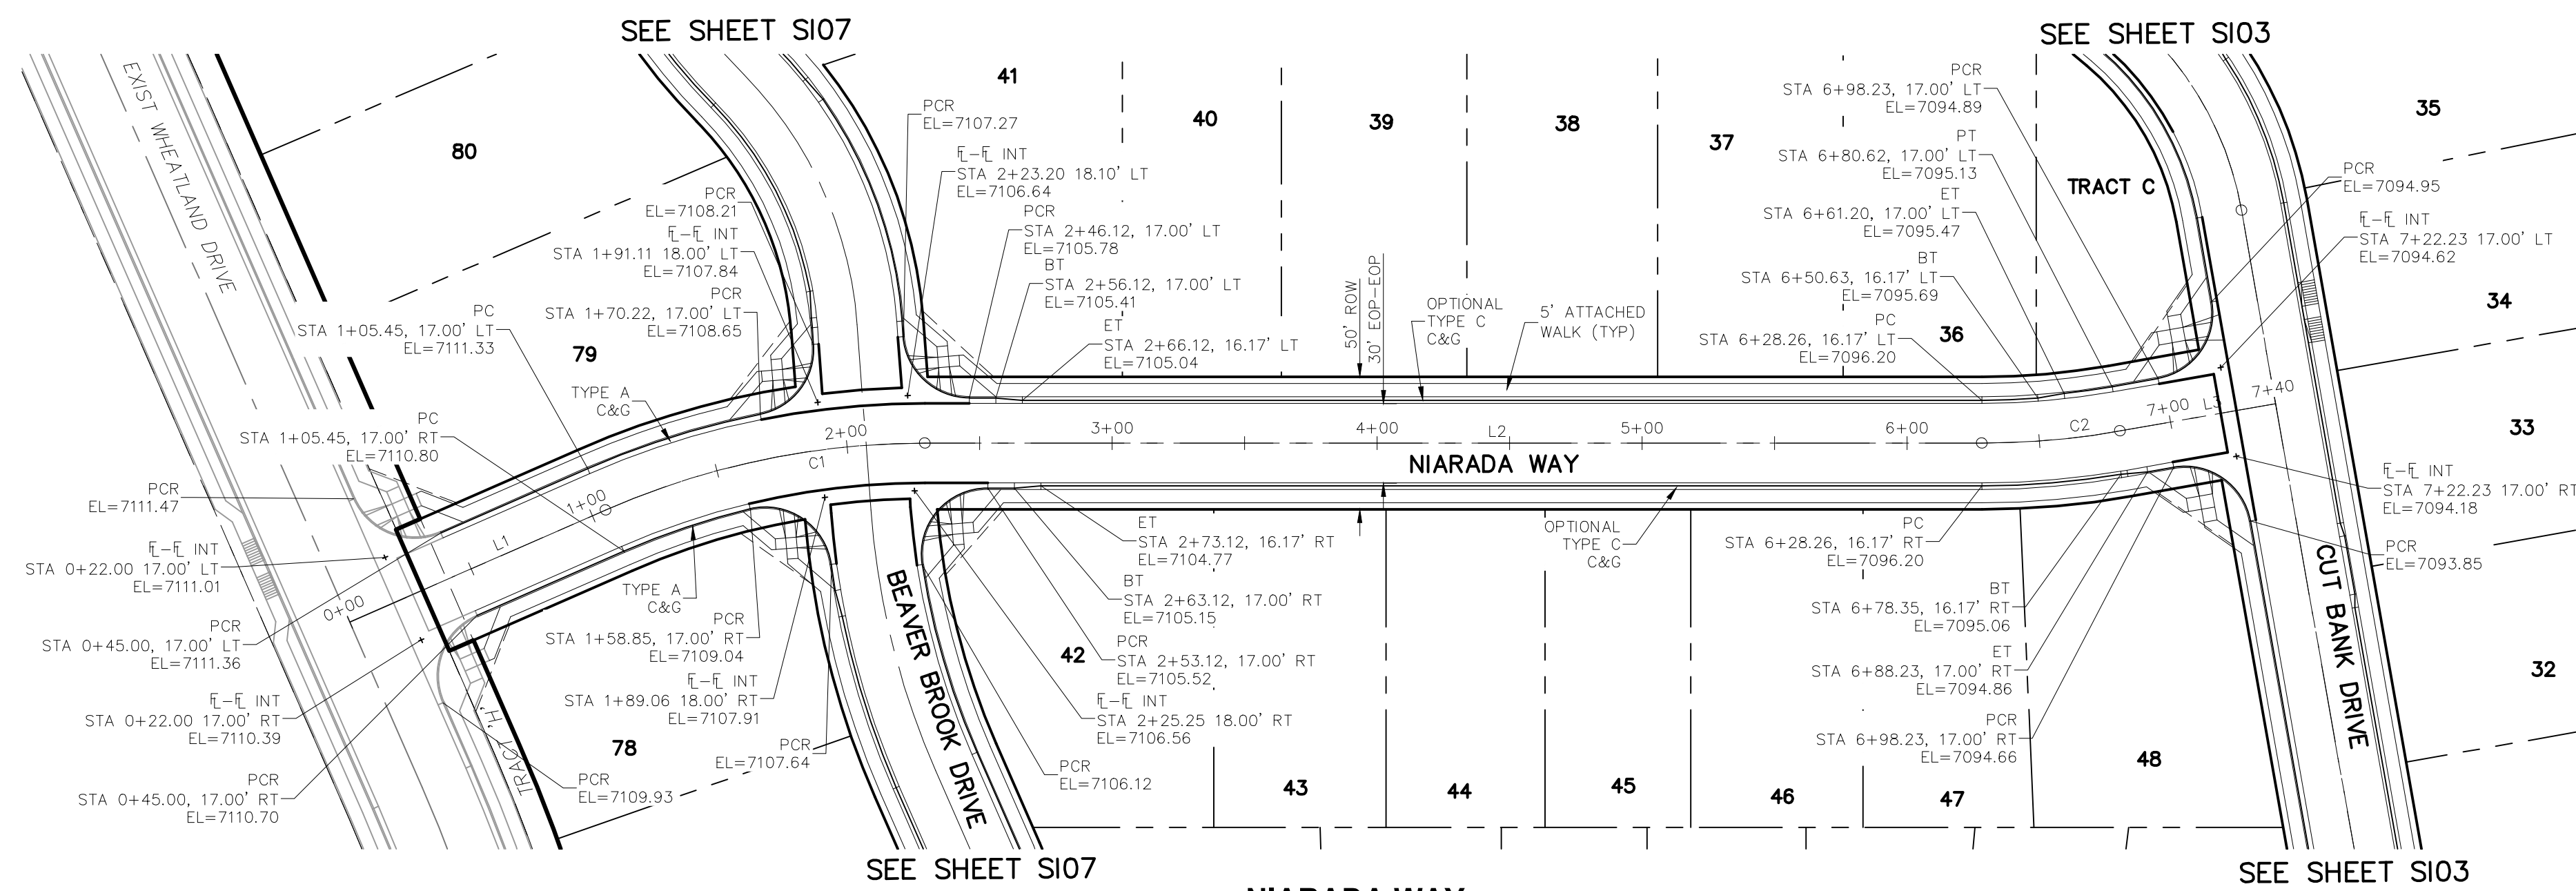 SEE SHEET SI07
SEE SHEET SI03
EXIST WHEATLAND DRIVE
80
41
40
39
38
37
36
35
34
33
32
TRACT C
PCR
EL=7107.27
FL-FL INT
STA 2+23.20 18.10' LT
EL=7106.64
PCR
STA 2+46.12, 17.00' LT
EL=7105.78
BT
STA 2+56.12, 17.00' LT
EL=7105.41
ET
STA 2+66.12, 16.17' LT
EL=7105.04
PCR
EL=7108.21
FL-FL INT
STA 1+91.11 18.00' LT
EL=7107.84
PCR
STA 1+70.22, 17.00' LT
EL=7108.65
PC
STA 1+05.45, 17.00' LT
EL=7111.33
79
TYPE A
C&G
PC
STA 1+05.45, 17.00' RT
EL=7110.80
PCR
EL=7111.47
FL-FL INT
STA 0+22.00 17.00' LT
EL=7111.01
PCR
STA 0+45.00, 17.00' LT
EL=7111.36
FL-FL INT
STA 0+22.00 17.00' RT
EL=7110.39
PCR
STA 0+45.00, 17.00' RT
EL=7110.70
50' ROW
30' EOP-EOP
OPTIONAL
TYPE C
C&G
5' ATTACHED
WALK (TYP)
PCR
STA 6+98.23, 17.00' LT
EL=7094.89
PT
STA 6+80.62, 17.00' LT
EL=7095.13
ET
STA 6+61.20, 17.00' LT
EL=7095.47
BT
STA 6+50.63, 16.17' LT
EL=7095.69
PC
STA 6+28.26, 16.17' LT
EL=7096.20
PCR
EL=7094.95
FL-FL INT
STA 7+22.23 17.00' LT
EL=7094.62
0+00
L1
1+00
C1
2+00
3+00
4+00
L2
5+00
6+00
C2
7+00
L3
7+40
NIARADA WAY
FL-FL INT
STA 7+22.23 17.00' RT
EL=7094.18
PCR
EL=7093.85
CUT BANK DRIVE
ET
STA 2+73.12, 16.17' RT
EL=7104.77
BT
STA 2+63.12, 17.00' RT
EL=7105.15
PCR
STA 2+53.12, 17.00' RT
EL=7105.52
FL-FL INT
STA 2+25.25 18.00' RT
EL=7106.56
PCR
EL=7106.12
OPTIONAL
TYPE C
C&G
PC
STA 6+28.26, 16.17' RT
EL=7096.20
BT
STA 6+78.35, 16.17' RT
EL=7095.06
ET
STA 6+88.23, 17.00' RT
EL=7094.86
PCR
STA 6+98.23, 17.00' RT
EL=7094.66
TYPE A
C&G
PCR
STA 1+58.85, 17.00' RT
EL=7109.04
FL-FL INT
STA 1+89.06 18.00' RT
EL=7107.91
78
PCR
EL=7107.64
PCR
EL=7109.93
TRACT 'H'
BEAVER BROOK DRIVE
42
43
44
45
46
47
48
SEE SHEET SI07
SEE SHEET SI03
NIARADA WAY